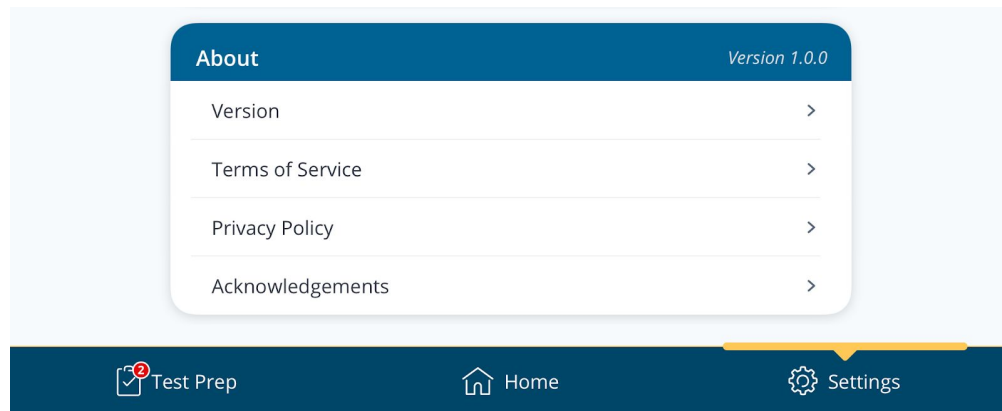 About
Version 1.0.0
Version
Terms of Service
Privacy Policy
Acknowledgements
2
Test Prep
Home
Settings